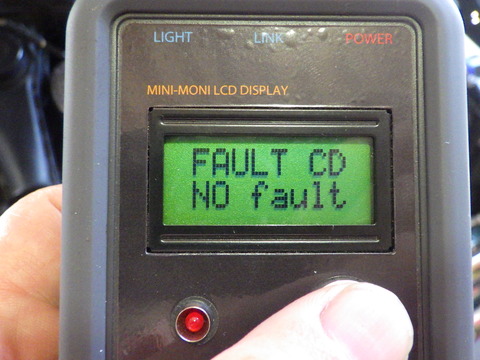 LIGHT LINK POWER
MINI-MONI LCD DISPLAY
FAULT CD
NO fault